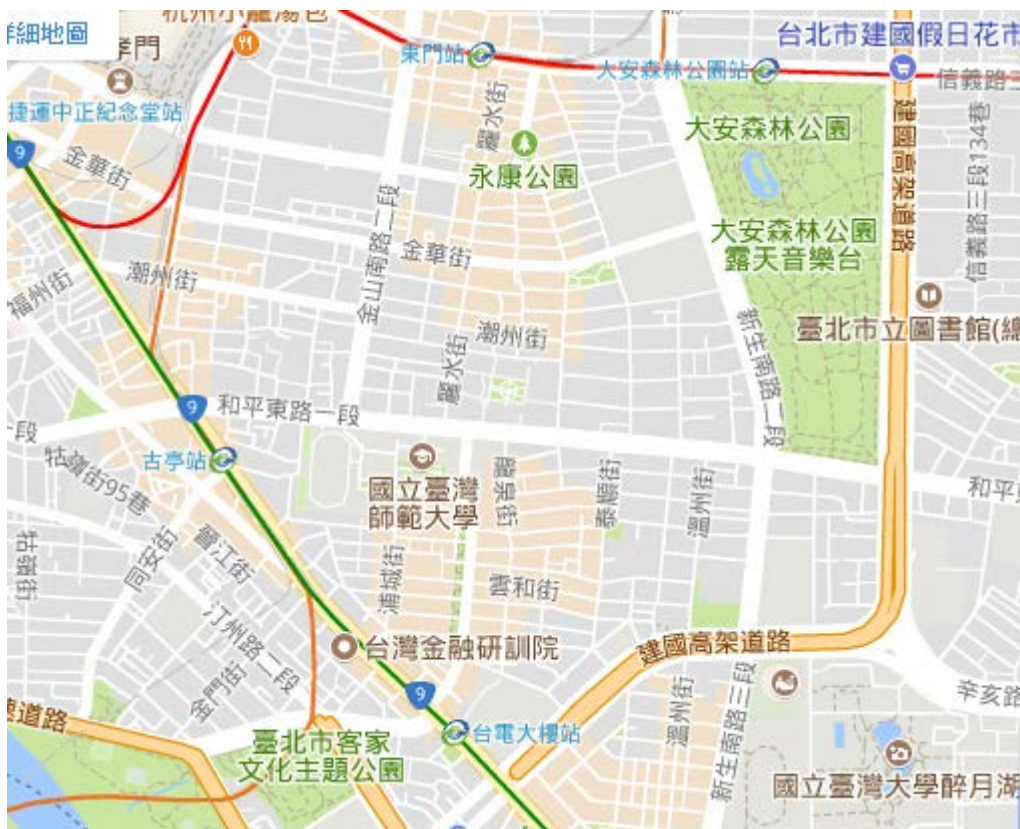 詳細地圖
杭州小籠湯包
東門站
台北市建國假日花市
大安森林公園站
信義路三
捷運中正紀念堂站
9
金華街
麗水街
永康公園
大安森林公園
建國高架道路
信義路三段134巷
金山南路二段
大安森林公園
露天音樂台
金華街
潮州街
福州街
臺北市立圖書館(總
新生南路二段
潮州街
麗水街
9
和平東路一段
段
古亭站
牯嶺街95巷
國立臺灣
師範大學
泰順街
溫州街
和平
牯嶺街
同安街
晉江街
浦城街
雲和街
汀州路二段
金門街
台灣金融研訓院
建國高架道路
9
辛亥路
速道路
臺北市客家
文化主題公園
台電大樓站
溫州街
新生南路三段
國立臺灣大學醉月湖